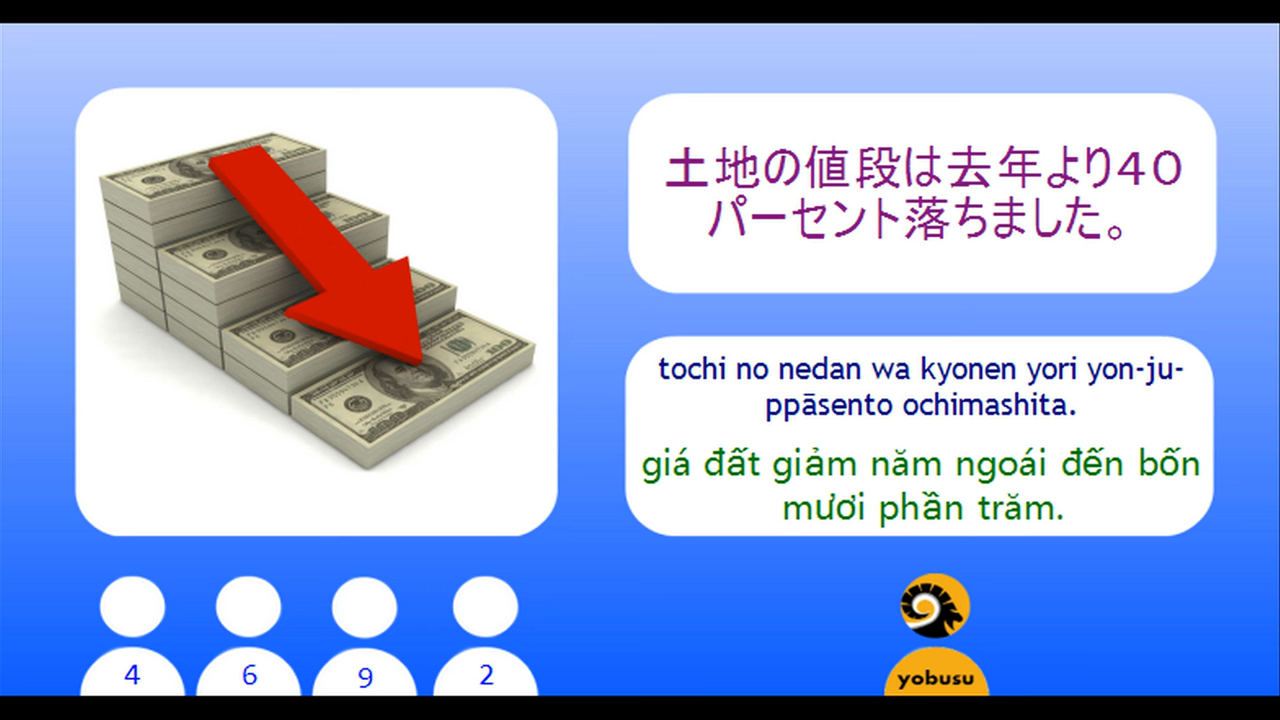 土地の値段は去年より４０
パーセント落ちました。
tochi no nedan wa kyonen yori yon-ju-
ppāsento ochimashita.
giá đất giảm năm ngoái đến bốn
mươi phần trăm.
4 6 9 2
yobusu